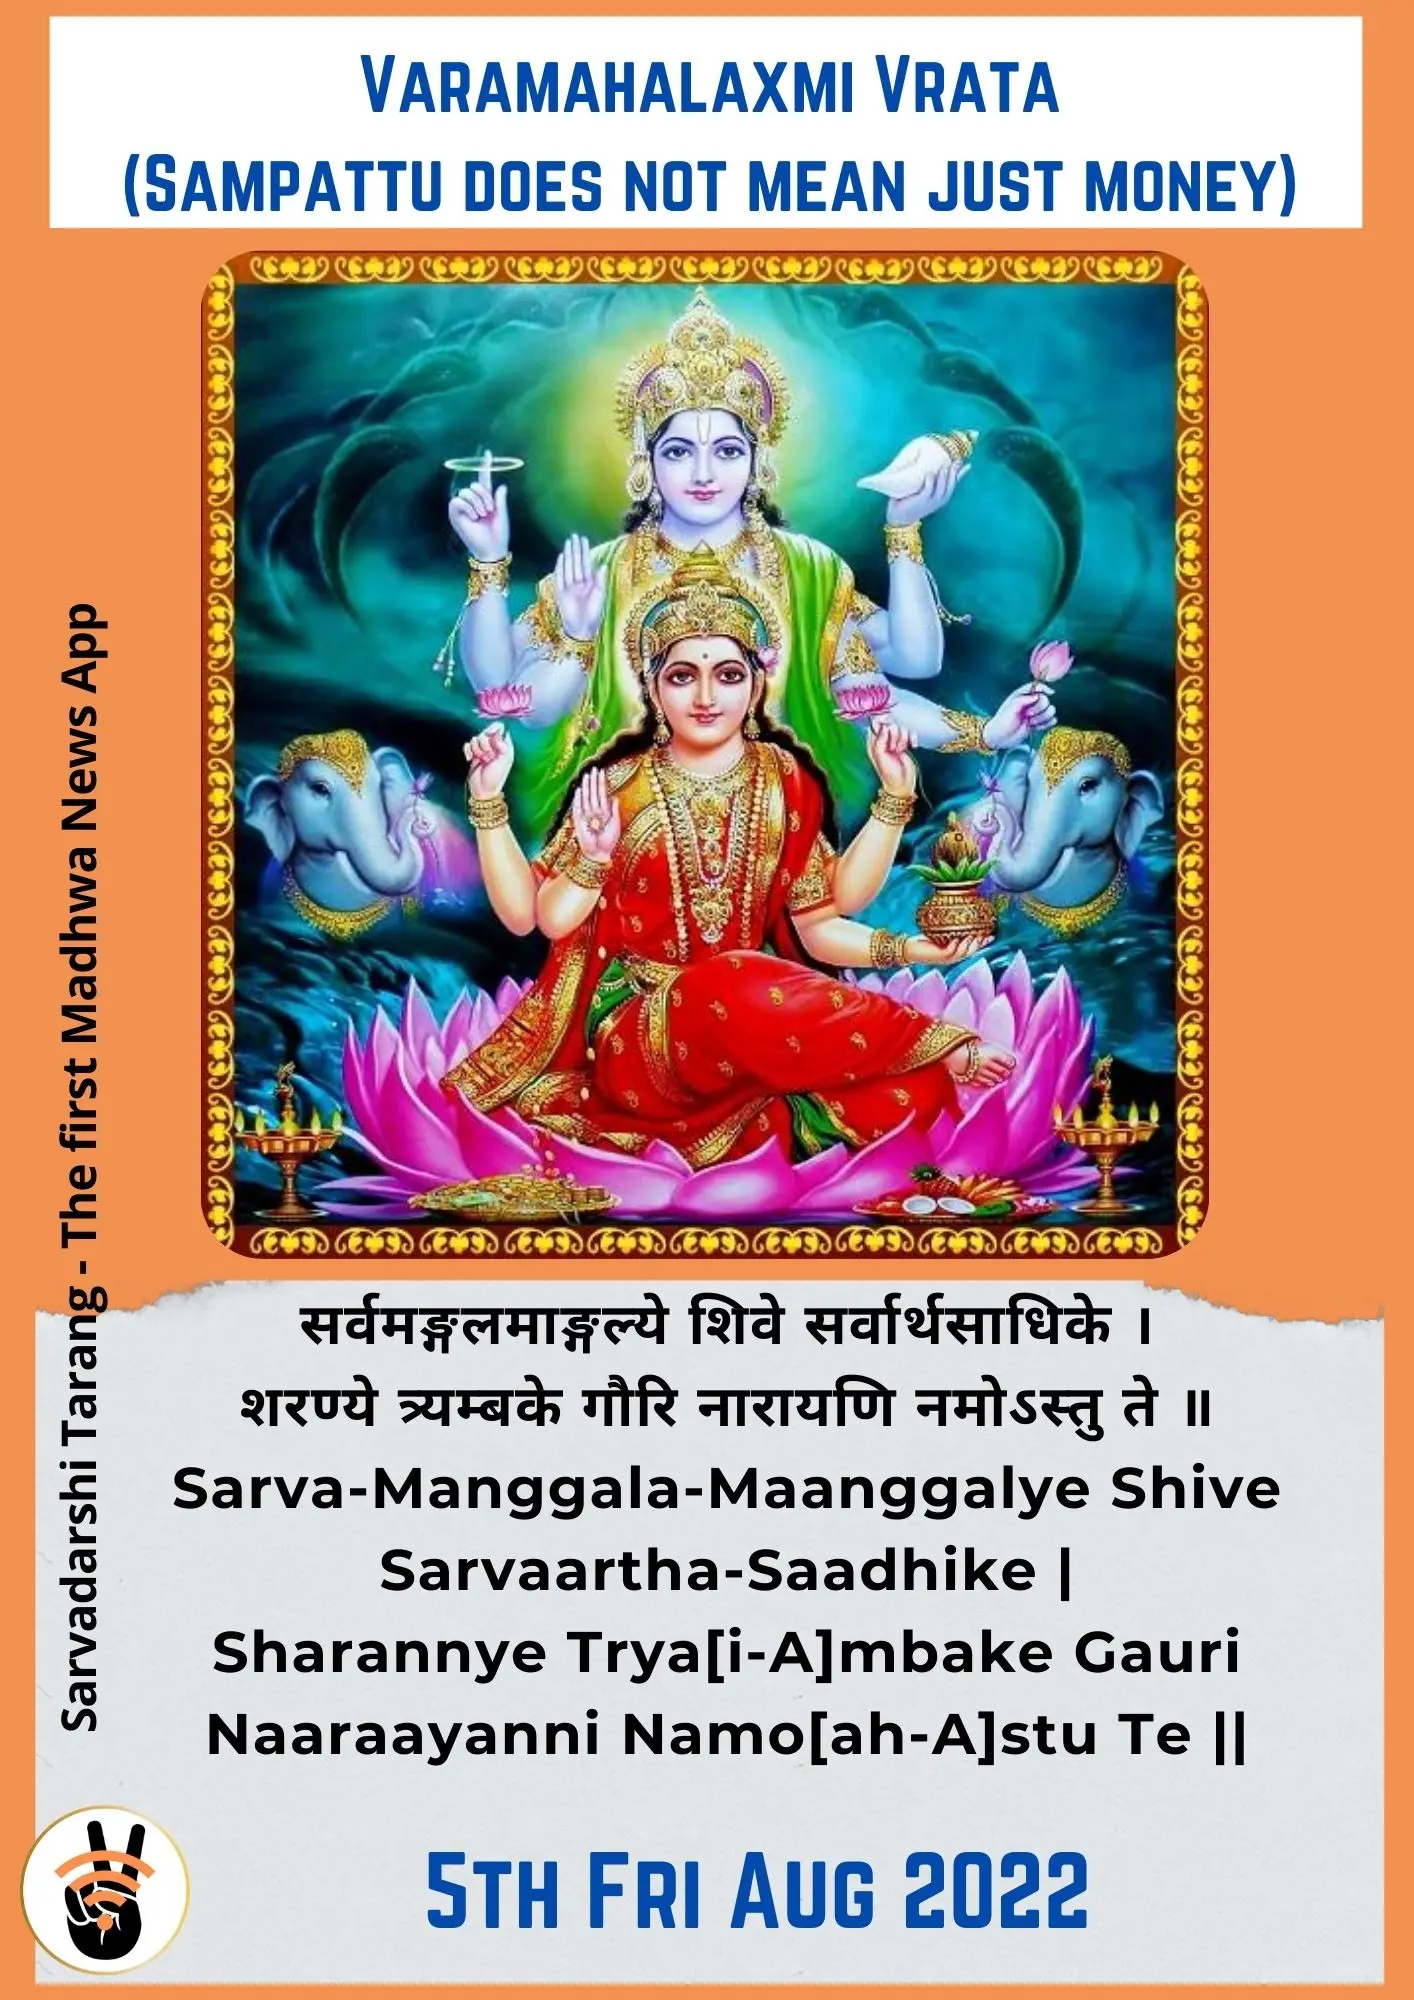 Varamahalaxmi Vrata
(Sampattu does not mean just money)
Sarvadarshi Tarang - The first Madhwa News App
सर्वमङ्गलमाङ्गल्ये शिवे सर्वार्थसाधिके ।
शरण्ये त्र्यम्बके गौरि नारायणि नमोऽस्तु ते ॥
Sarva-Manggala-Maanggalye Shive
Sarvaartha-Saadhike |
Sharannye Trya[i-A]mbake Gauri
Naaraayanni Namo[ah-A]stu Te ||
5th Fri Aug 2022